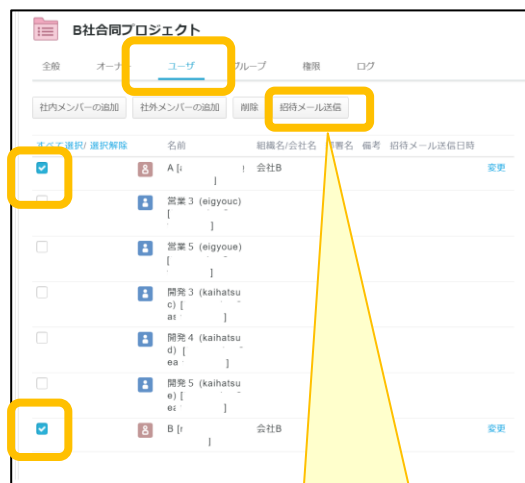 B社合同プロジェクト
全般 オーナ ユーザ グループ 権限 ログ
社内メンバーの追加 社外メンバーの追加 削除 招待メール送信
すべて選択/ 選択解除 名前 組織名/会社名 署名 備考 招待メール送信日時
A [ ] 会社B 変更
営業３ (eigyouc)
[ ]
営業５ (eigyoue)
[ ]
開発３ (kaihatsu
c) [
as ]
開発４ (kaihatsu
d) [
ea ]
開発５ (kaihatsu
e) [
ea ]
B [ ] 会社B 変更